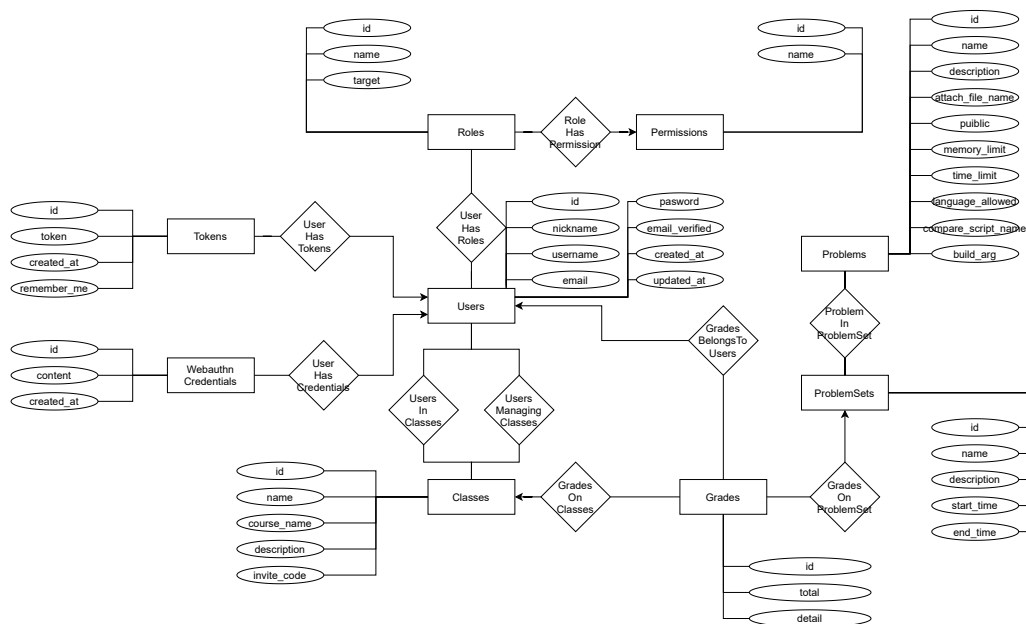 id
name
target
Roles
Role
Has
Permission
id
name
Permissions
id
name
description
attach_file_name
puiblic
memory_limit
time_limit
language_allowed
compare_script_name
build_arg
Problems
id
token
created_at
remember_me
Tokens
User
Has
Tokens
User
Has
Roles
id
nickname
username
email
pasword
email_verified
created_at
updated_at
Users
id
content
created_at
Webauthn
Credentials
User
Has
Credentials
Grades
BelongsTo
Users
Problem
In
ProblemSet
ProblemSets
Users
In
Classes
Users
Managing
Classes
id
name
description
start_time
end_time
id
name
course_name
description
invite_code
Classes
Grades
On
Classes
Grades
Grades
On
ProblemSet
id
total
detail